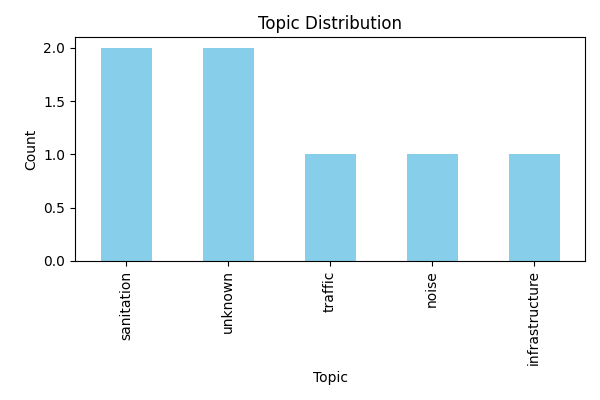 Topic Distribution
Count
2.0
1.5
1.0
0.5
0.0
sanitation
unknown
traffic
noise
infrastructure
Topic